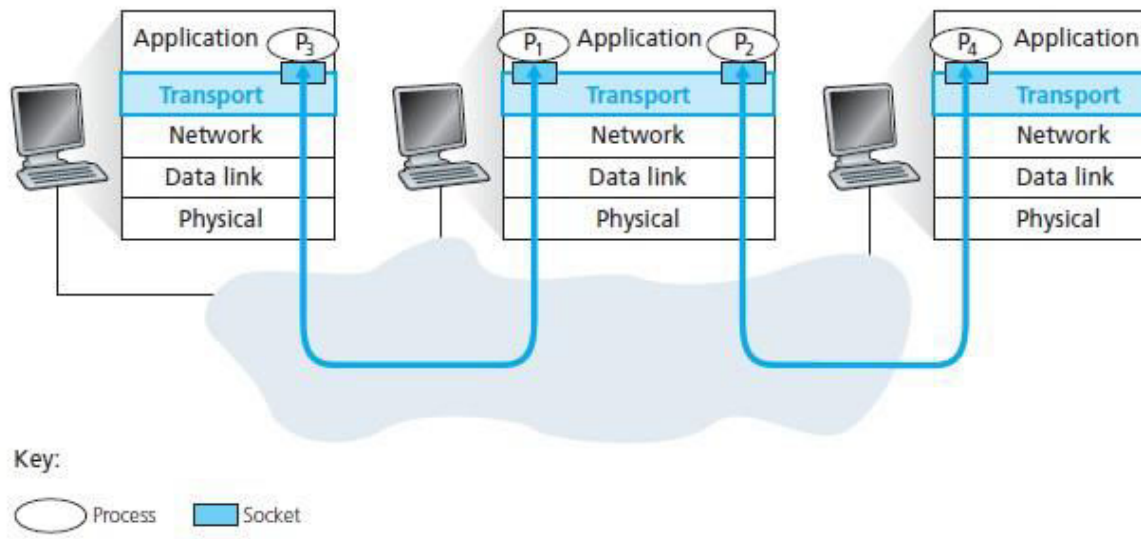 Application P3
Transport
Network
Data link
Physical
P1 Application P2
Transport
Network
Data link
Physical
P4 Application
Transport
Network
Data link
Physical
Key:
Process Socket